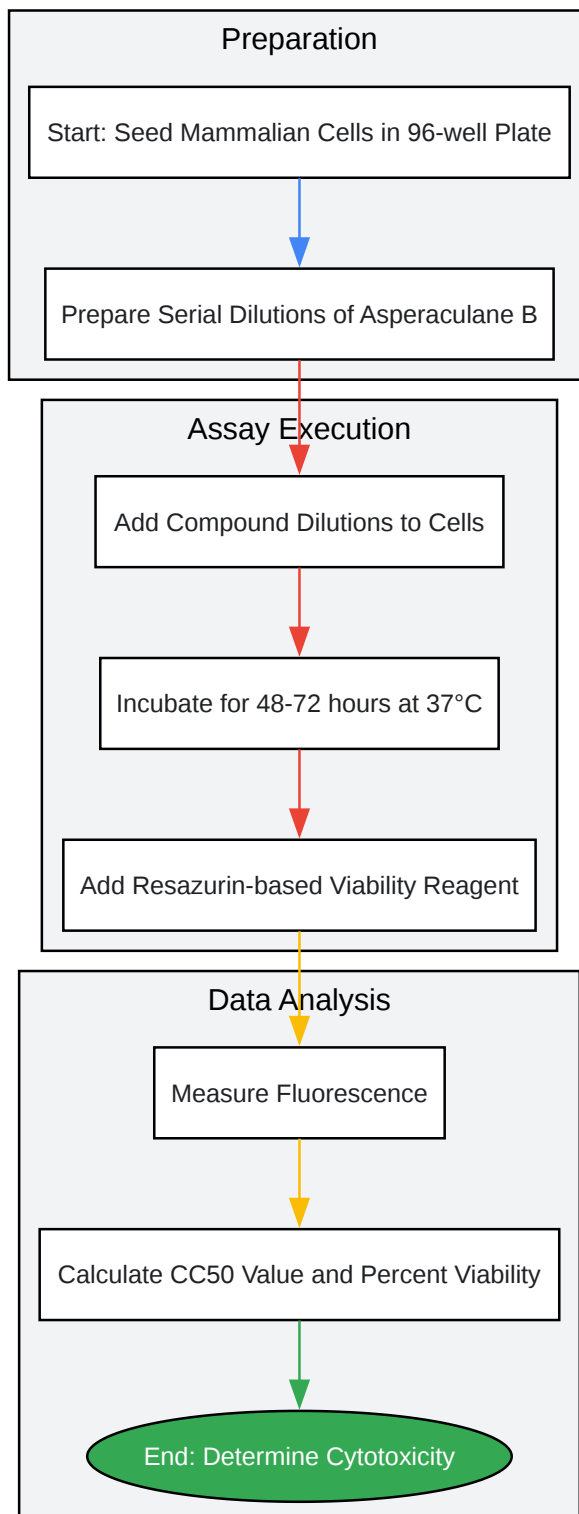 Preparation
Start: Seed Mammalian Cells in 96-well Plate
Prepare Serial Dilutions of Asperaculane B
Assay Execution
Add Compound Dilutions to Cells
Incubate for 48-72 hours at 37°C
Add Resazurin-based Viability Reagent
Data Analysis
Measure Fluorescence
Calculate CC50 Value and Percent Viability
End: Determine Cytotoxicity